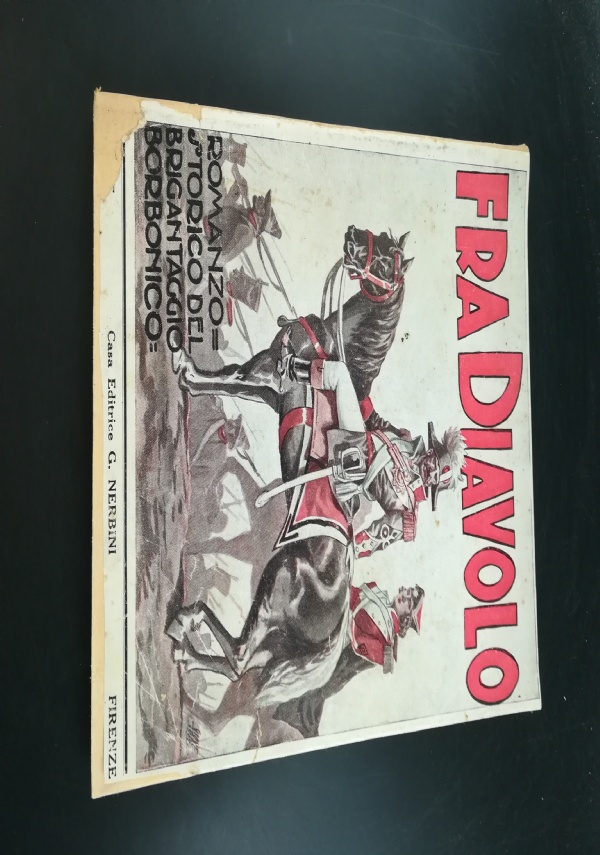 FRA DIAVOLO
ROMANZO=
STORICO DEL
BRIGANTAGGIO
BORBONICO=
Casa Editrice G. NERBINI
FIRENZE